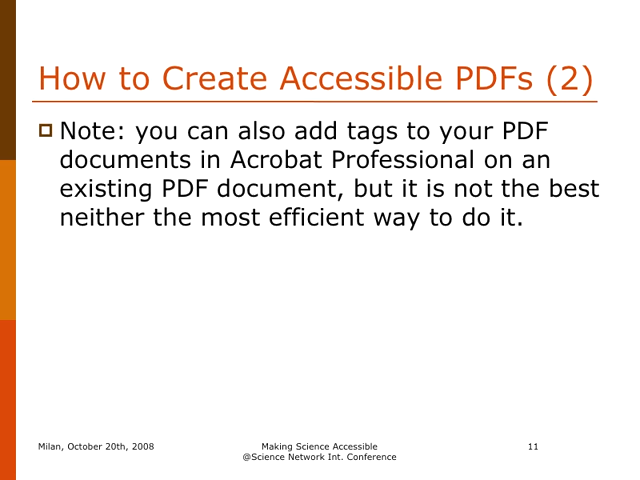 How to Create Accessible PDFs (2)
Note: you can also add tags to your PDF
documents in Acrobat Professional on an
existing PDF document, but it is not the best
neither the most efficient way to do it.
Milan, October 20th, 2008
Making Science Accessible
@Science Network Int. Conference
11